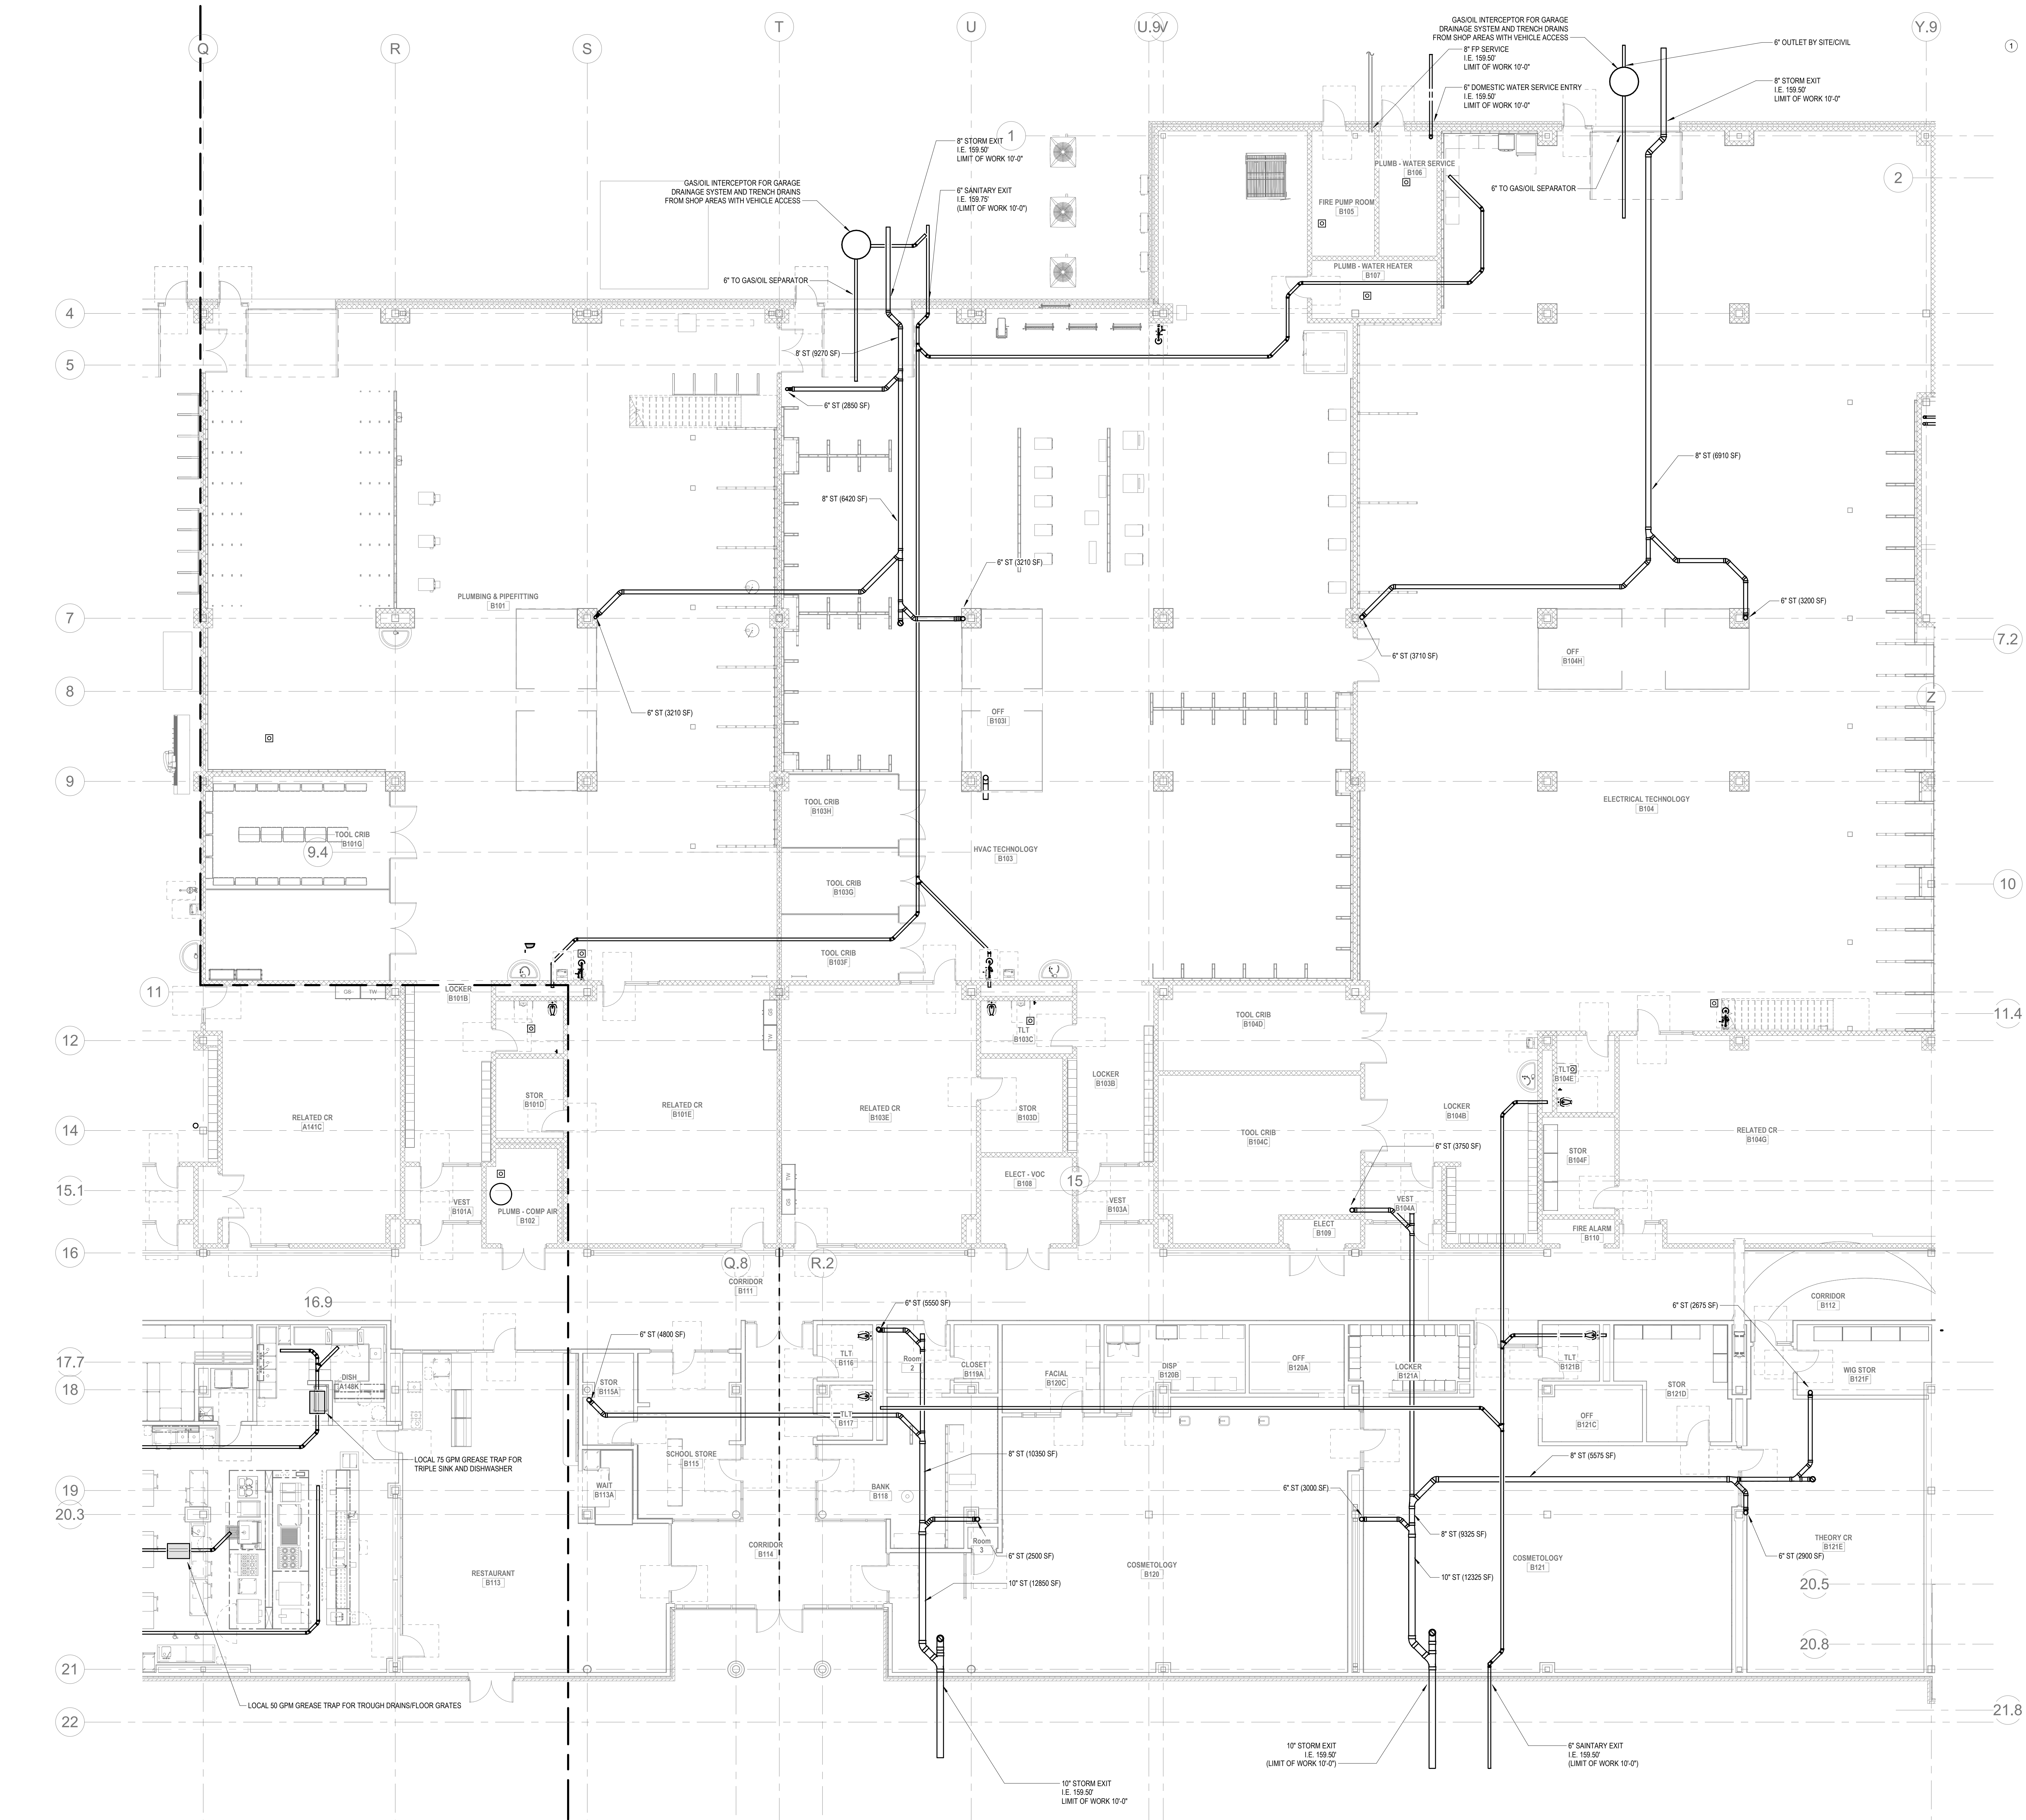 Q
R
S
T
U
U.9
V
Y.9
1
GAS/OIL INTERCEPTOR FOR GARAGE
DRAINAGE SYSTEM AND TRENCH DRAINS
FROM SHOP AREAS WITH VEHICLE ACCESS
8" FP SERVICE
I.E. 159.50'
LIMIT OF WORK 10'-0"
6" OUTLET BY SITE/CIVIL
6" DOMESTIC WATER SERVICE ENTRY
I.E. 159.50'
LIMIT OF WORK 10'-0"
8" STORM EXIT
I.E. 159.50'
LIMIT OF WORK 10'-0"
1
8" STORM EXIT
I.E. 159.50'
LIMIT OF WORK 10'-0"
PLUMB - WATER SERVICE
B106
2
GAS/OIL INTERCEPTOR FOR GARAGE
DRAINAGE SYSTEM AND TRENCH DRAINS
FROM SHOP AREAS WITH VEHICLE ACCESS
6" SANITARY EXIT
I.E. 159.75'
(LIMIT OF WORK 10'-0")
6" TO GAS/OIL SEPARATOR
FIRE PUMP ROOM
B105
PLUMB - WATER HEATER
B107
6" TO GAS/OIL SEPARATOR
4
8' ST (9270 SF)
5
6" ST (2850 SF)
8" ST (6910 SF)
8" ST (6420 SF)
6" ST (3210 SF)
PLUMBING & PIPEFITTING
B101
6" ST (3200 SF)
7
7.2
OFF
B104H
6" ST (3710 SF)
8
Z
6" ST (3210 SF)
OFF
B103I
9
TOOL CRIB
B103H
ELECTRICAL TECHNOLOGY
B104
TOOL CRIB
B101G
9.4
HVAC TECHNOLOGY
B103
TOOL CRIB
B103G
10
TOOL CRIB
B103F
11
LOCKER
B101B
GS
TW
GS
TW
TOOL CRIB
B104D
11.4
12
TLT
B103C
TLT
B104E
LOCKER
B103B
STOR
B101D
RELATED CR
B101E
RELATED CR
B103E
STOR
B103D
LOCKER
B104B
RELATED CR
A141C
14
TOOL CRIB
B104C
RELATED CR
B104G
6" ST (3750 SF)
STOR
B104F
TW
GS
ELECT - VOC
B108
15
15.1
VEST
B101A
PLUMB - COMP AIR
B102
VEST
B103A
VEST
B104A
ELECT
B109
FIRE ALARM
B110
16
Q.8
R.2
CORRIDOR
B111
CORRIDOR
B112
16.9
6" ST (5550 SF)
6" ST (2675 SF)
6" ST (4800 SF)
17.7
TLT
B116
Room
2
CLOSET
B119A
FACIAL
B120C
DISP
B120B
OFF
B120A
LOCKER
B121A
TLT
B121B
WIG STOR
B121F
18
DISH
A148K
STOR
B115A
STOR
B121D
TLT
B117
OFF
B121C
LOCAL 75 GPM GREASE TRAP FOR
TRIPLE SINK AND DISHWASHER
SCHOOL STORE
B115
8" ST (10350 SF)
8" ST (5575 SF)
19
WAIT
B113A
BANK
B118
6" ST (3000 SF)
20.3
8" ST (9325 SF)
THEORY CR
B121E
CORRIDOR
B114
Room
3
6" ST (2500 SF)
6" ST (2900 SF)
COSMETOLOGY
B120
COSMETOLOGY
B121
RESTAURANT
B113
10" ST (12850 SF)
10" ST (12325 SF)
20.5
20.8
21
LOCAL 50 GPM GREASE TRAP FOR TROUGH DRAINS/FLOOR GRATES
21.8
22
10" STORM EXIT
I.E. 159.50'
(LIMIT OF WORK 10'-0")
6" SAINTARY EXIT
I.E. 159.50'
(LIMIT OF WORK 10'-0")
10" STORM EXIT
I.E. 159.50'
LIMIT OF WORK 10'-0"